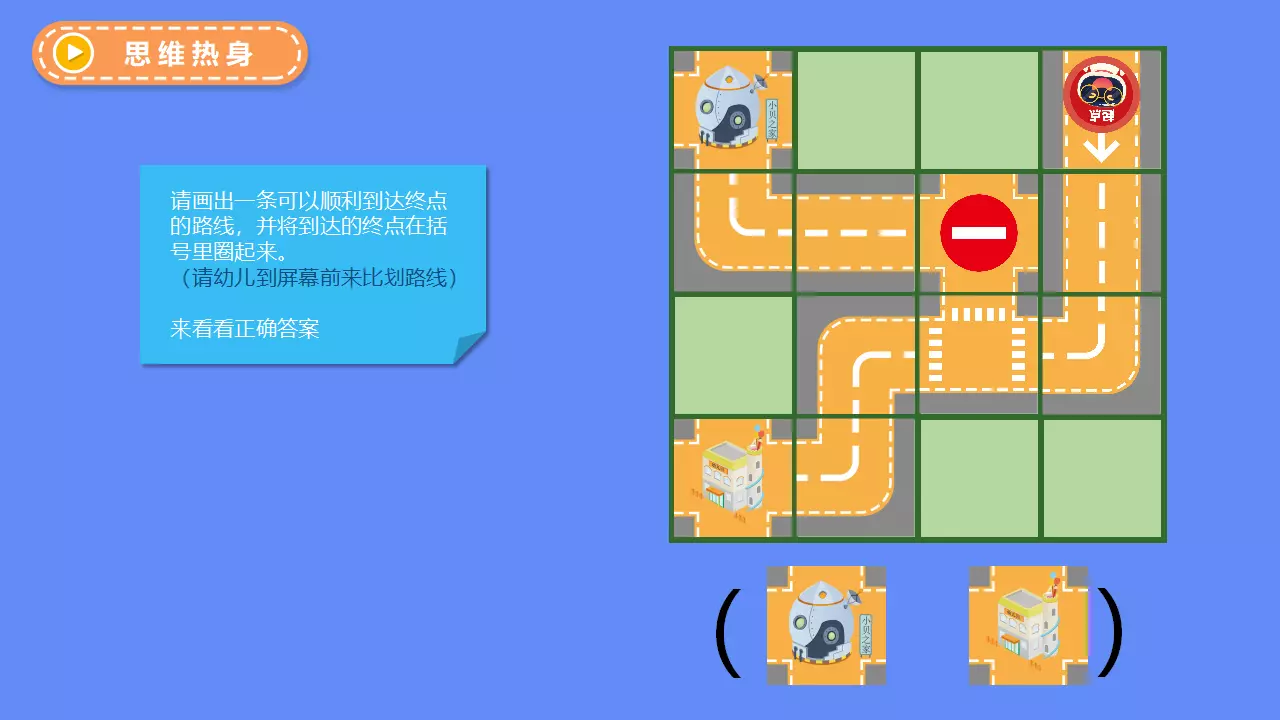 思维热身
小贝之家
起点
请画出一条可以顺利到达终点
的路线，并将到达的终点在括
号里圈起来。
（请幼儿到屏幕前来比划路线）
来看看正确答案
(
小贝之家
)